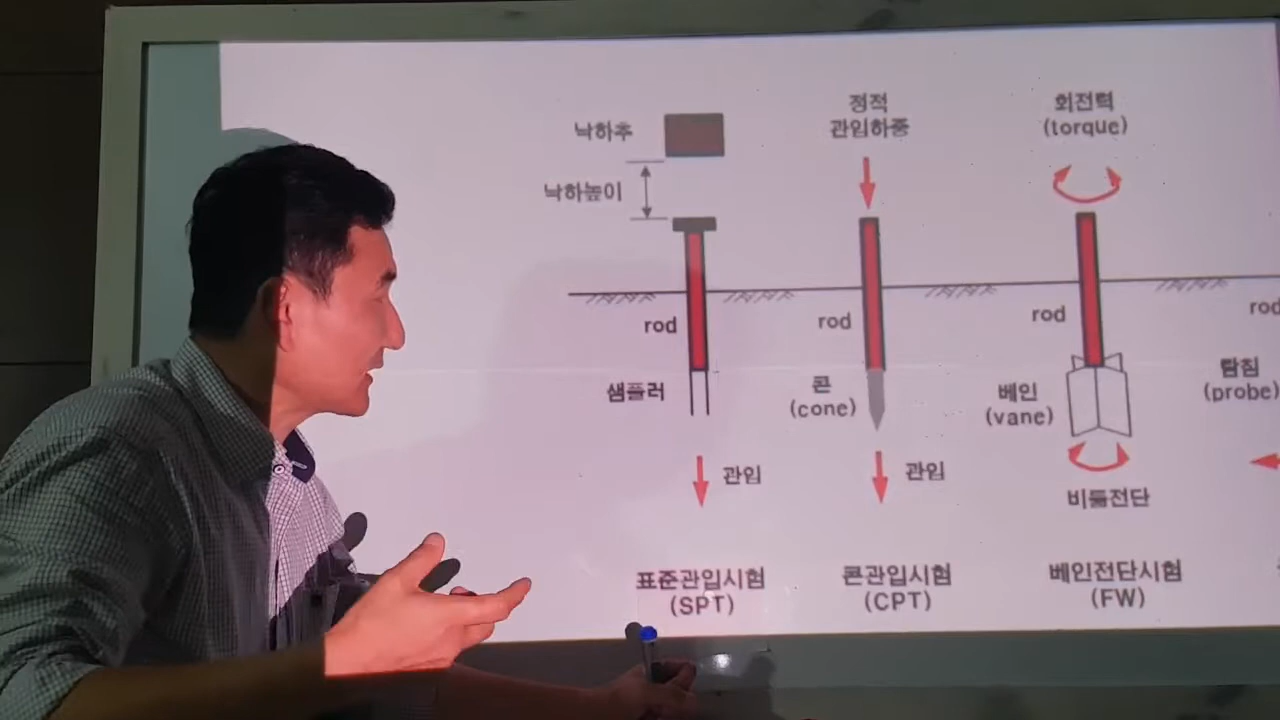 낙하추
낙하높이
rod
샘플러
관입
표준관입시험
(SPT)
정적
관입하중
rod
콘
(cone)
관입
콘관입시험
(CPT)
회전력
(torque)
rod
베인
(vane)
비틂전단
베인전단시험
(FW)
rod
탐침
(probe)